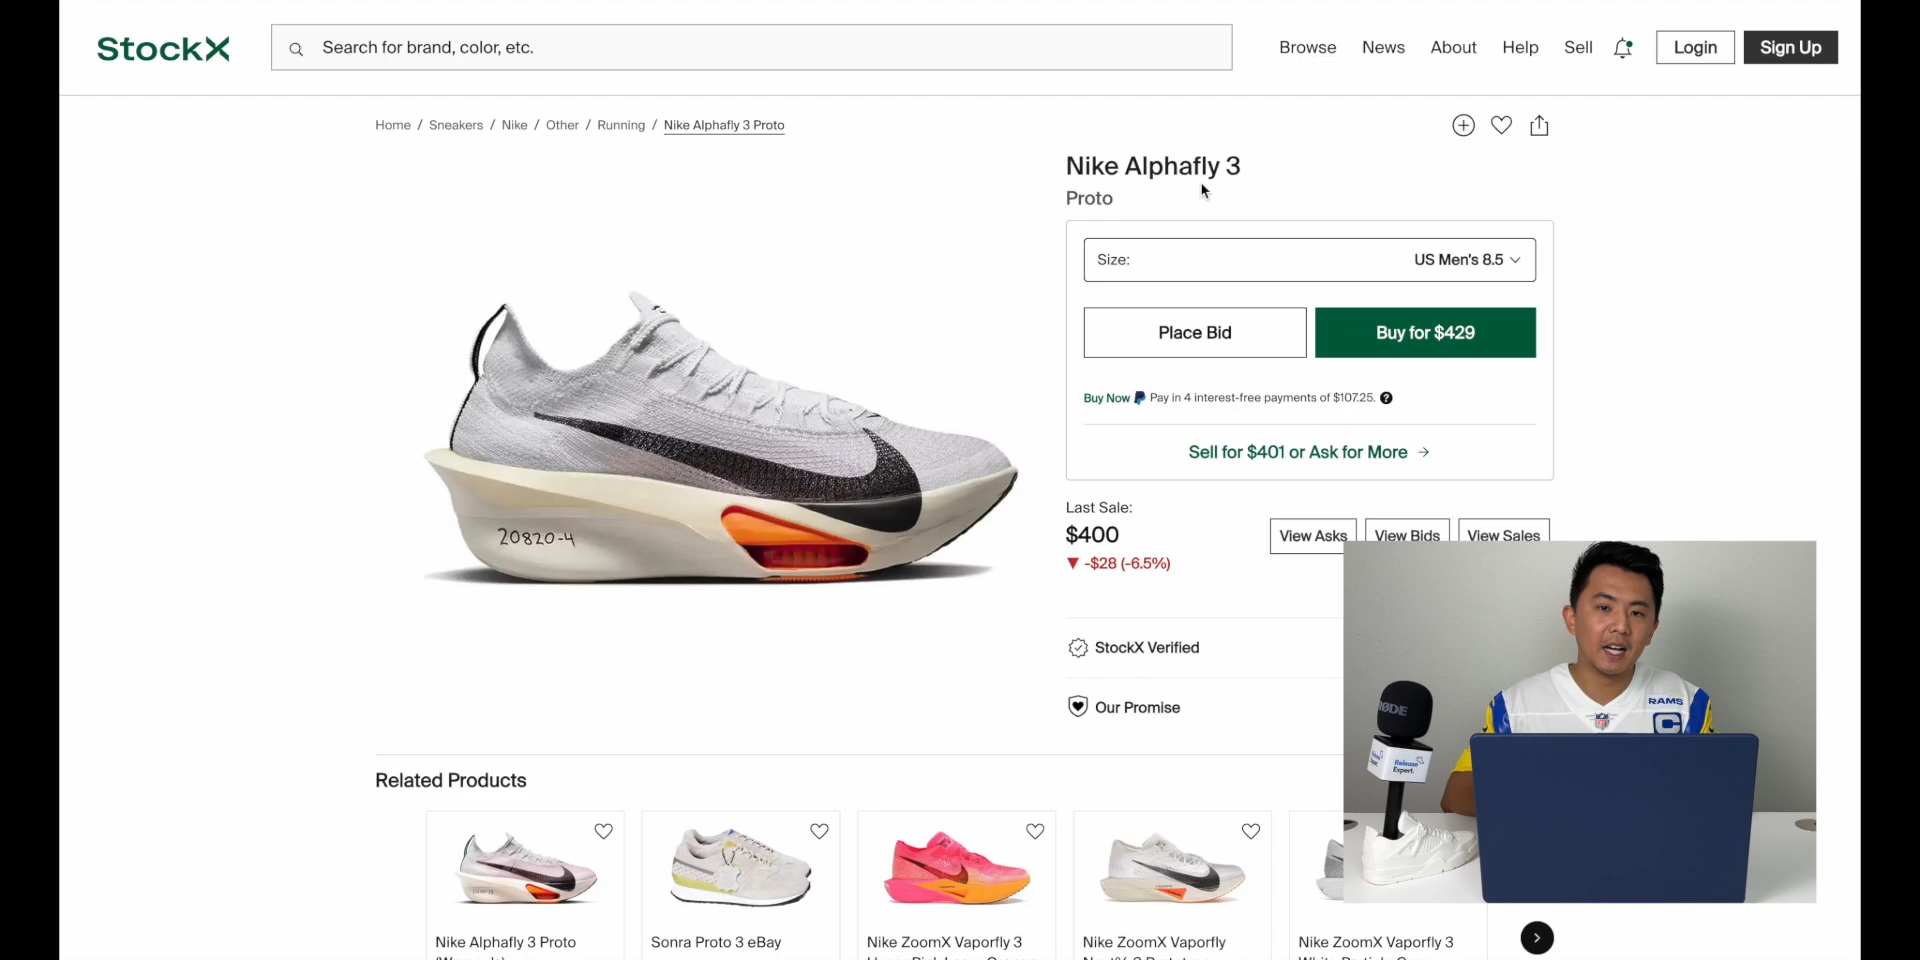 StockX
Search for brand, color, etc.
Browse
News
About
Help
Sell
Login
Sign Up
Home / Sneakers / Nike / Other / Running / Nike Alphafly 3 Proto
Nike Alphafly 3
Proto
Size:
US Men's 8.5
Place Bid
Buy for $429
Buy Now
Pay in 4 interest-free payments of $107.25.
Sell for $401 or Ask for More
Last Sale:
$400
-$28 (-6.5%)
View Asks
View Bids
View Sales
StockX Verified
Our Promise
20820-4
RAMS
C
RØDE
Release
Expert.
Related Products
Nike Alphafly 3 Proto
Sonra Proto 3 eBay
Nike ZoomX Vaporfly 3
Nike ZoomX Vaporfly
Nike ZoomX Vaporfly 3